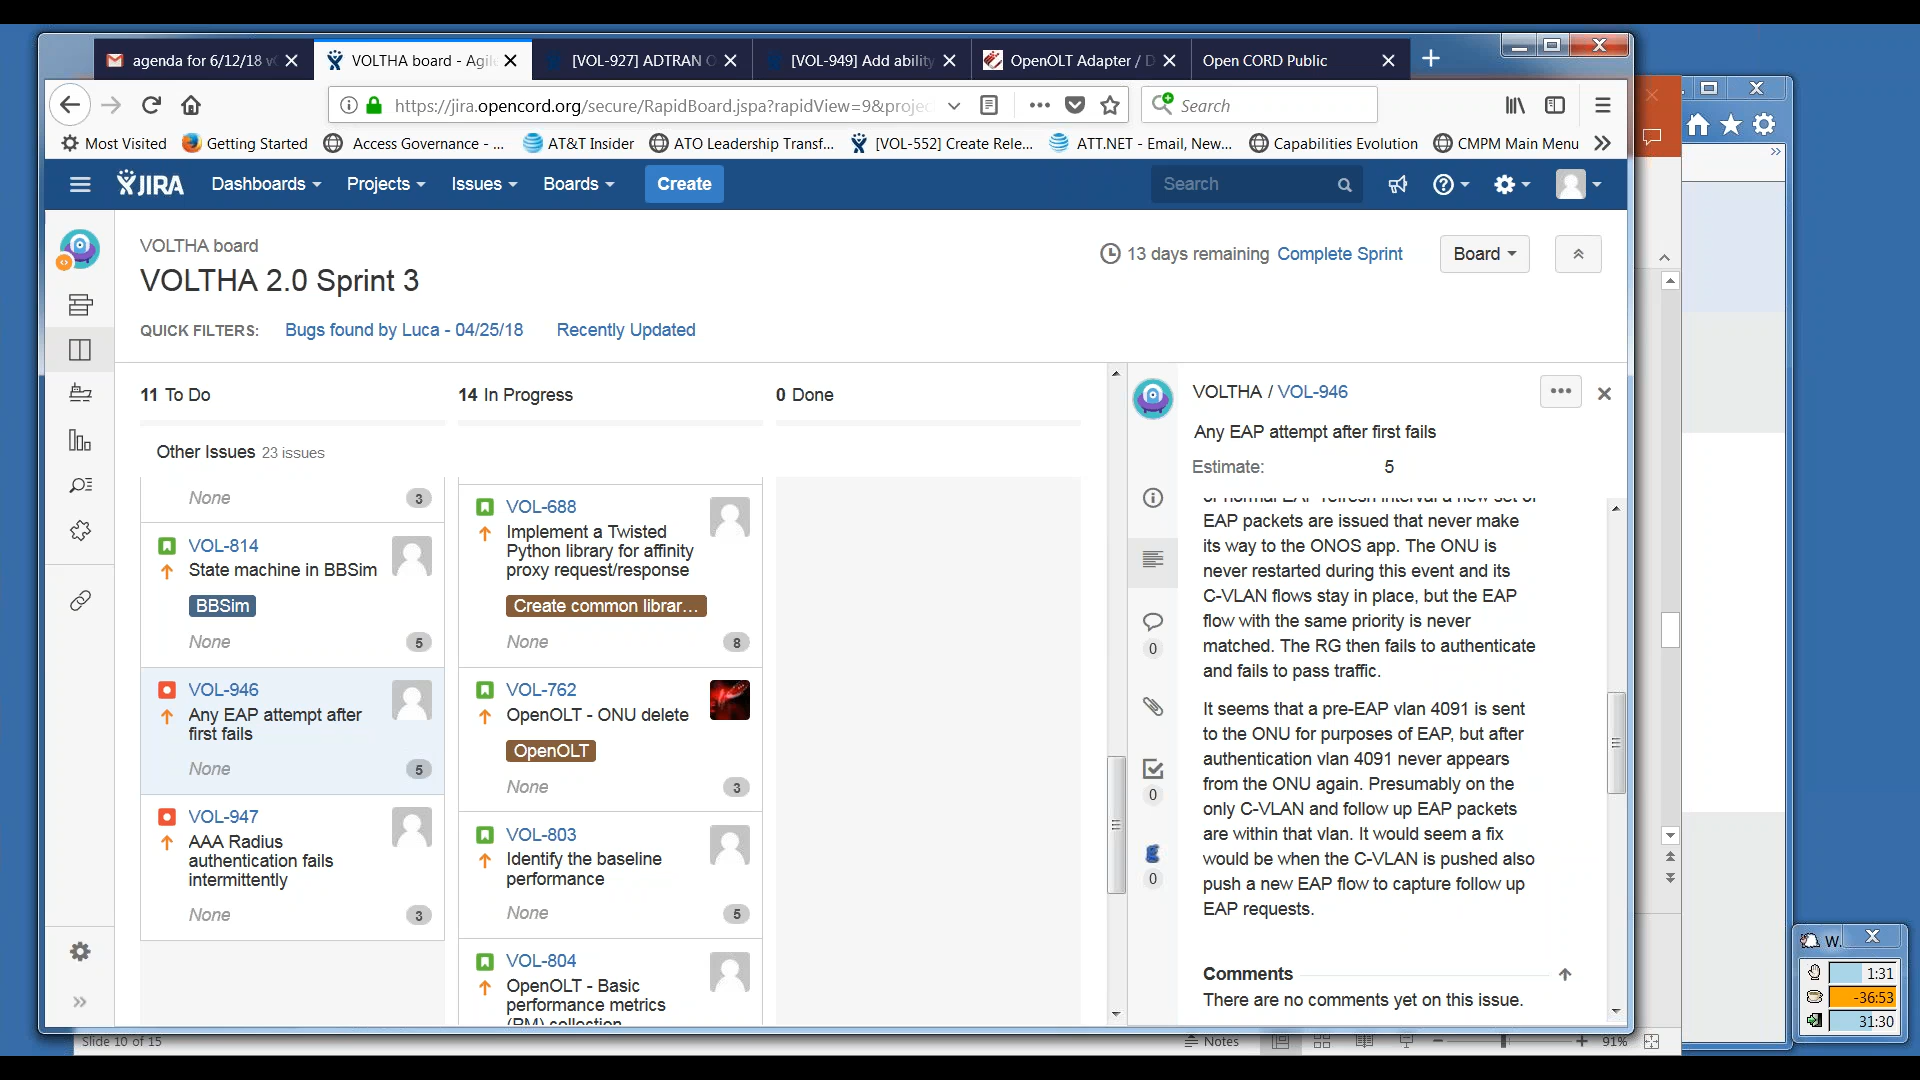 agenda for 6/12/18 v
VOLTHA board - Agile
[VOL-927] ADTRAN O
[VOL-949] Add ability
OpenOLT Adapter / D
Open CORD Public
https://jira.opencord.org/secure/RapidBoard.jspa?rapidView=9&projec
Search
Most Visited
Getting Started
Access Governance - ...
AT&T Insider
ATO Leadership Transf...
[VOL-552] Create Rele...
ATT.NET - Email, New...
Capabilities Evolution
CMPM Main Menu
JIRA
Dashboards
Projects
Issues
Boards
Create
Search
VOLTHA board
VOLTHA 2.0 Sprint 3
13 days remaining
Complete Sprint
Board
QUICK FILTERS:
Bugs found by Luca - 04/25/18
Recently Updated
11 To Do
14 In Progress
0 Done
Other Issues 23 issues
None
3
VOL-814
State machine in BBSim
BBSim
None
5
VOL-946
Any EAP attempt after
first fails
None
5
VOL-947
AAA Radius
authentication fails
intermittently
None
3
VOL-688
Implement a Twisted
Python library for affinity
proxy request/response
Create common librar...
None
8
VOL-762
OpenOLT - ONU delete
OpenOLT
None
3
VOL-803
Identify the baseline
performance
None
5
VOL-804
OpenOLT - Basic
performance metrics
(PM) collection
VOLTHA / VOL-946
Any EAP attempt after first fails
Estimate:
5
or normal EAP refresh interval a new set of
EAP packets are issued that never make
its way to the ONOS app. The ONU is
never restarted during this event and its
C-VLAN flows stay in place, but the EAP
flow with the same priority is never
matched. The RG then fails to authenticate
and fails to pass traffic.
It seems that a pre-EAP vlan 4091 is sent
to the ONU for purposes of EAP, but after
authentication vlan 4091 never appears
from the ONU again. Presumably on the
only C-VLAN and follow up EAP packets
are within that vlan. It would seem a fix
would be when the C-VLAN is pushed also
push a new EAP flow to capture follow up
EAP requests.
Comments
There are no comments yet on this issue.
0
0
0
W.
1:31
-36:53
31:30
Slide 10 of 15
Notes
91%